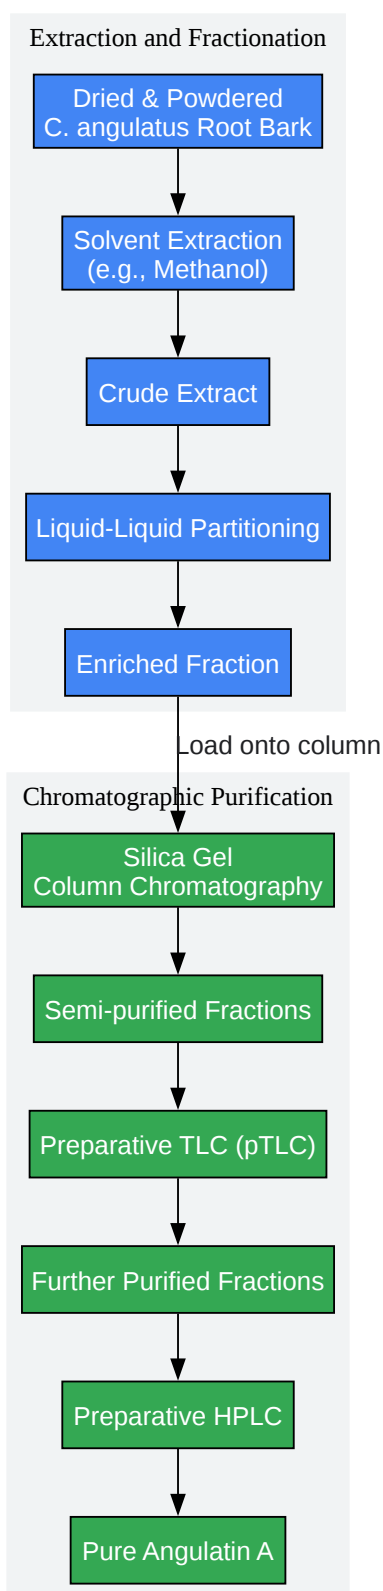 Extraction and Fractionation
Dried & Powdered
C. angulatus Root Bark
Solvent Extraction
(e.g., Methanol)
Crude Extract
Liquid-Liquid Partitioning
Enriched Fraction
Load onto column
Chromatographic Purification
Silica Gel
Column Chromatography
Semi-purified Fractions
Preparative TLC (pTLC)
Further Purified Fractions
Preparative HPLC
Pure Angulatin A